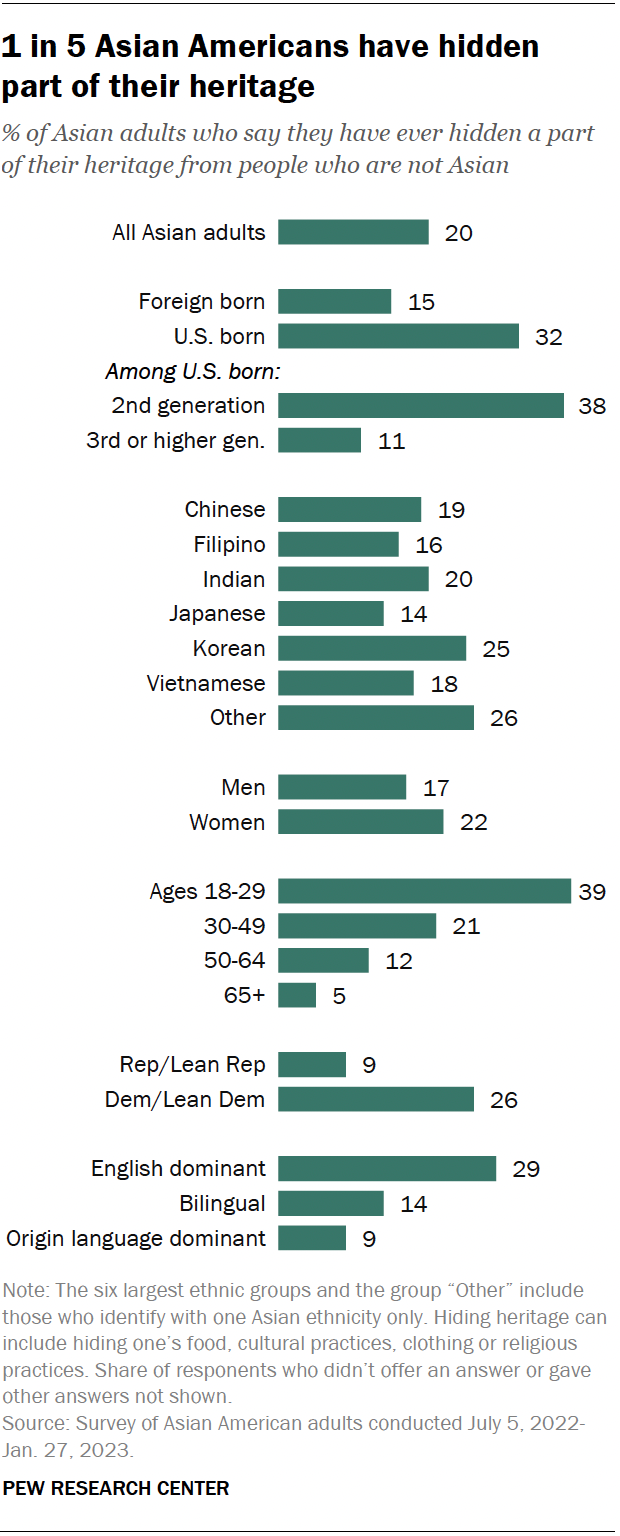 1 in 5 Asian Americans have hidden
part of their heritage
% of Asian adults who say they have ever hidden a part
of their heritage from people who are not Asian
All Asian adults 20
Foreign born 15
U.S. born 32
Among U.S. born:
2nd generation 38
3rd or higher gen. 11
Chinese 19
Filipino 16
Indian 20
Japanese 14
Korean 25
Vietnamese 18
Other 26
Men 17
Women 22
Ages 18-29 39
30-49 21
50-64 12
65+ 5
Rep/Lean Rep 9
Dem/Lean Dem 26
English dominant 29
Bilingual 14
Origin language dominant 9
Note: The six largest ethnic groups and the group “Other” include
those who identify with one Asian ethnicity only. Hiding heritage can
include hiding one’s food, cultural practices, clothing or religious
practices. Share of responents who didn’t offer an answer or gave
other answers not shown.
Source: Survey of Asian American adults conducted July 5, 2022-
Jan. 27, 2023.
PEW RESEARCH CENTER